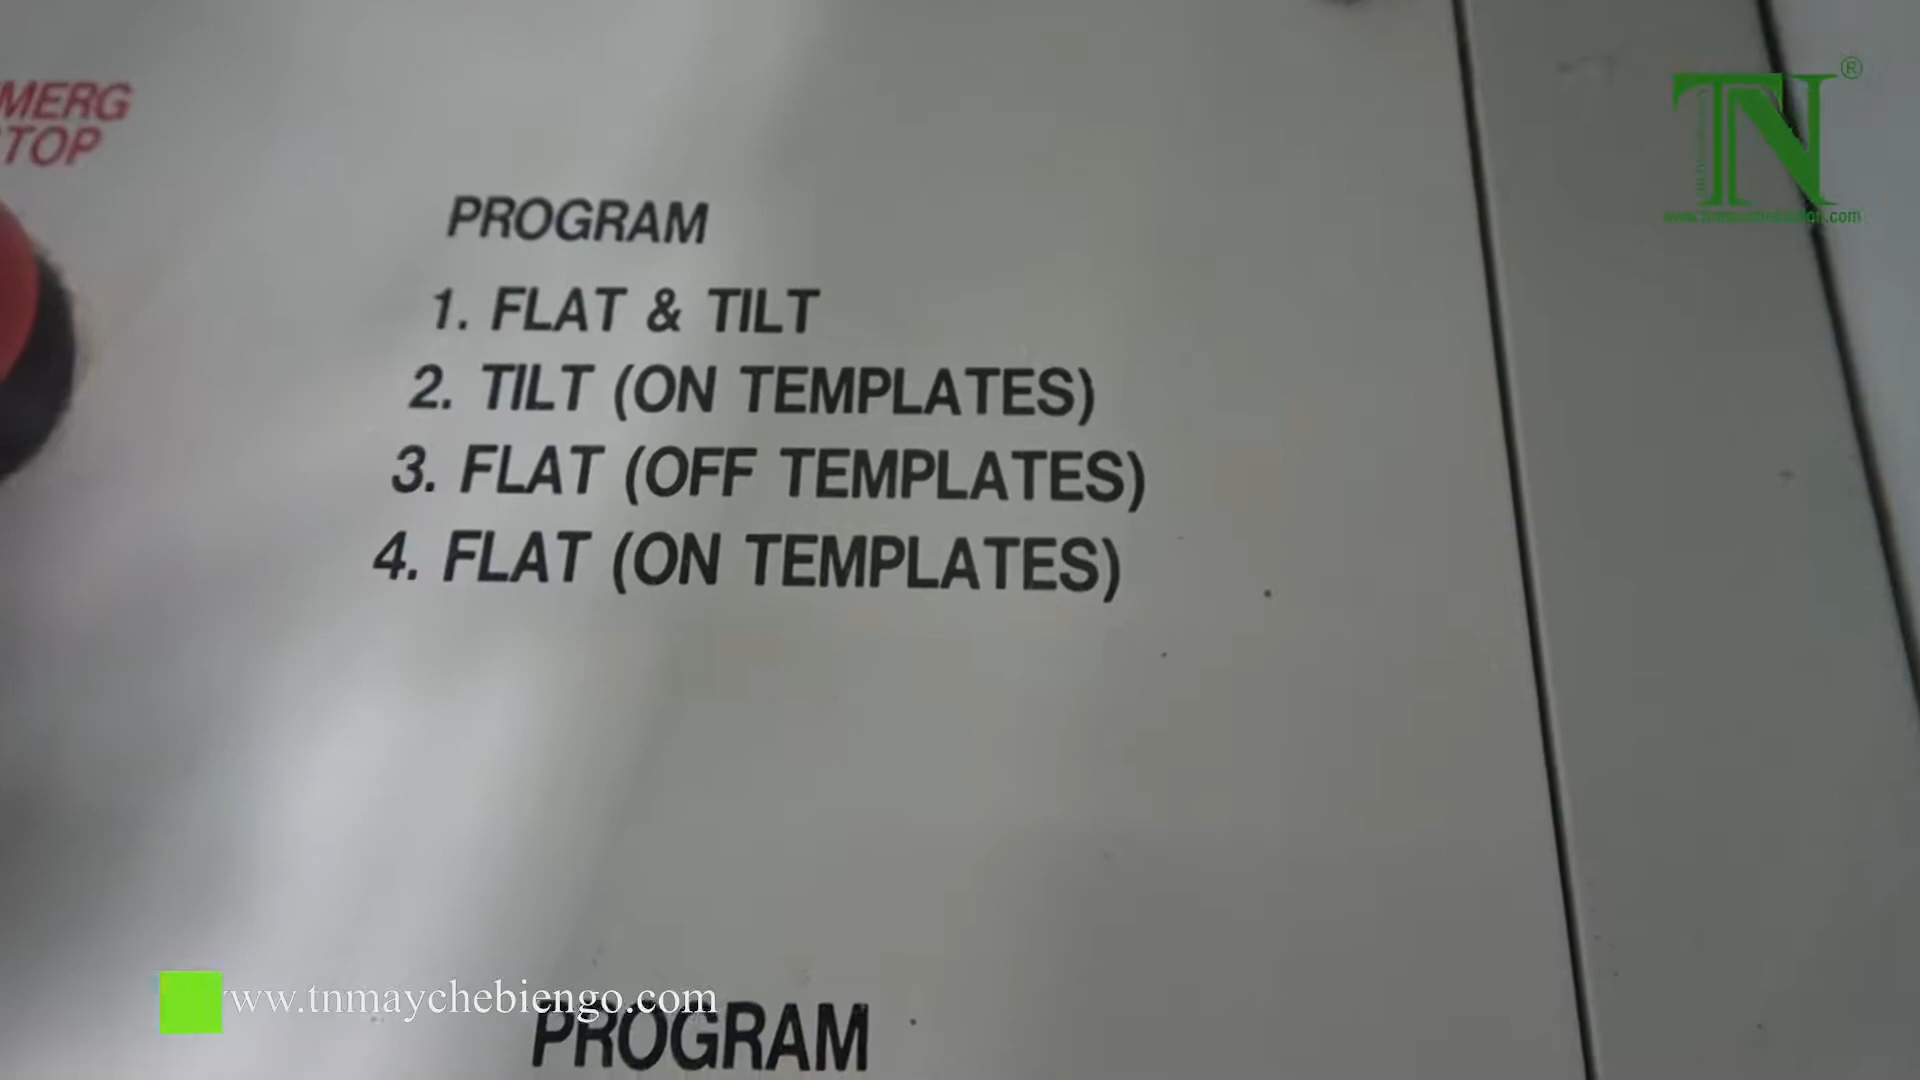 MERG
TOP
TN®
PROGRAM
1. FLAT & TILT
2. TILT (ON TEMPLATES)
3. FLAT (OFF TEMPLATES)
4. FLAT (ON TEMPLATES)
www.tnmaychebiengo.com
PROGRAM